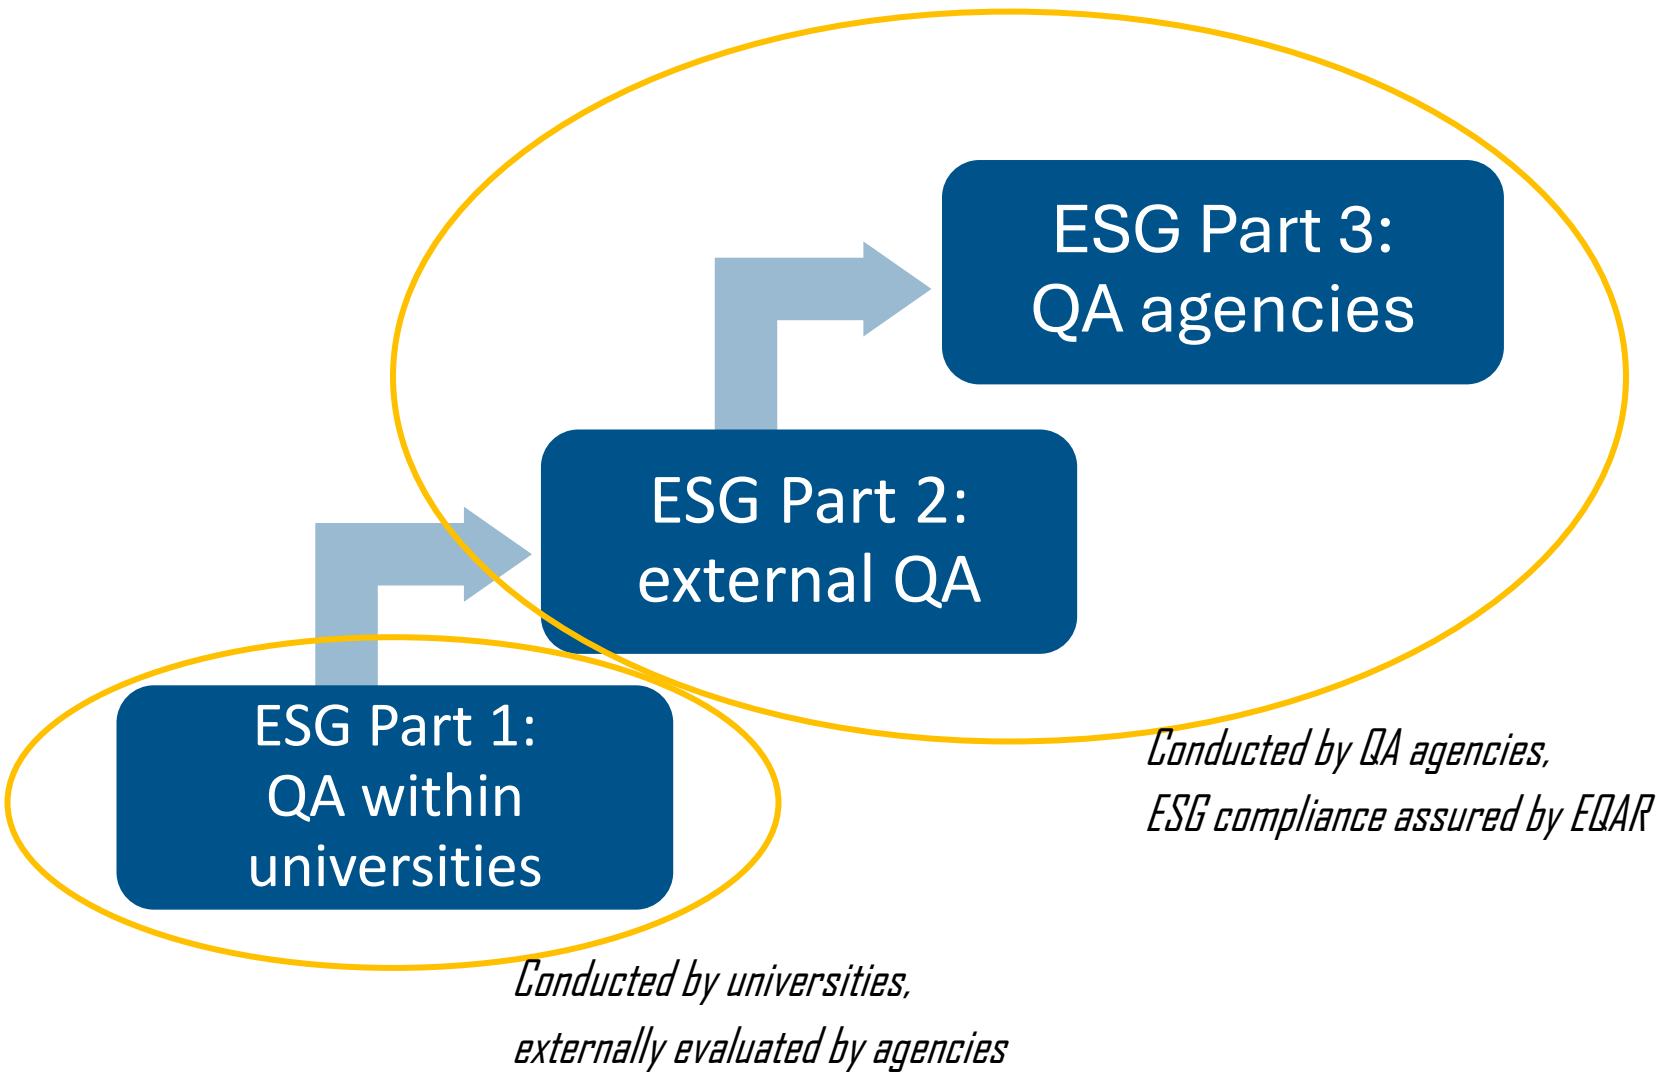 ESG Part 3:
QA agencies
ESG Part 2:
external QA
ESG Part 1:
QA within
universities
Conducted by QA agencies,
ESG compliance assured by EQAR
Conducted by universities,
externally evaluated by agencies